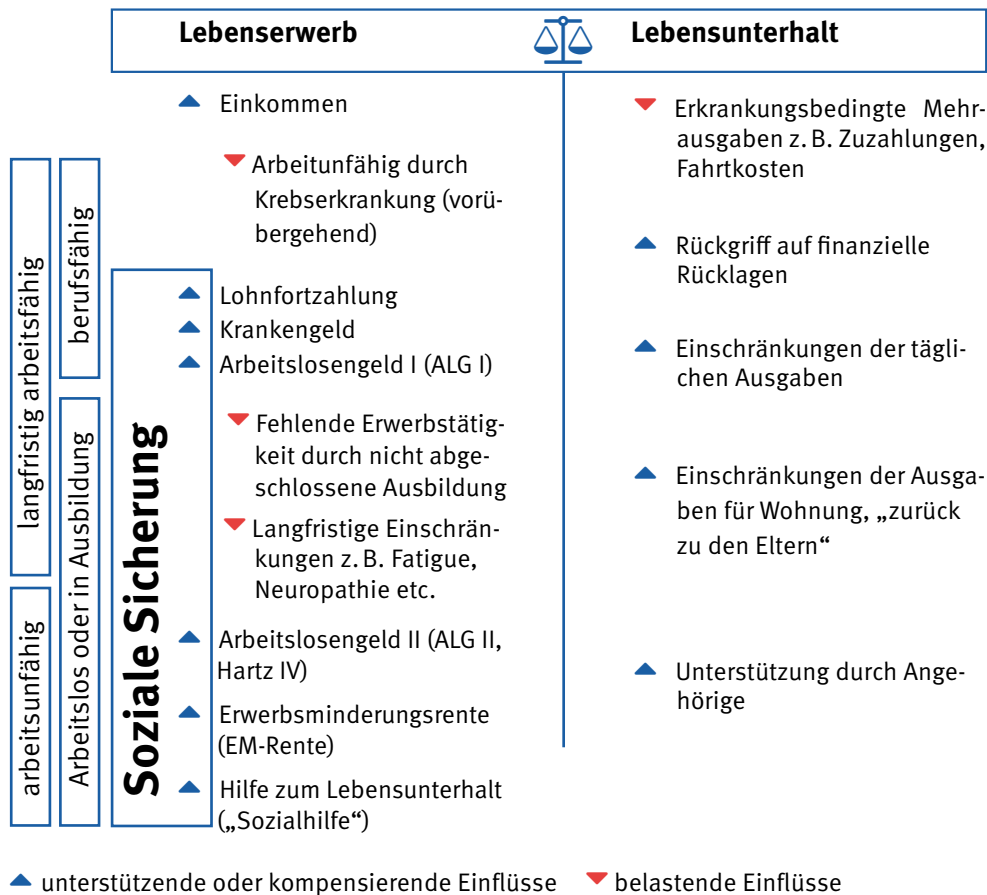 Lebenserwerb
Lebensunterhalt
Einkommen
Arbeitunfähig durch
Krebserkrankung (vorü-
bergehend)
Lohnfortzahlung
Krankengeld
Arbeitslosengeld I (ALG I)
Fehlende Erwerbstätig-
keit durch nicht abge-
schlossene Ausbildung
Langfristige Einschrän-
kungen z. B. Fatigue,
Neuropathie etc.
Arbeitslosengeld II (ALG II,
Hartz IV)
Erwerbsminderungsrente
(EM-Rente)
Hilfe zum Lebensunterhalt
(„Sozialhilfe“)
Erkrankungsbedingte Mehr-
ausgaben z. B. Zuzahlungen,
Fahrtkosten
Rückgriff auf finanzielle
Rücklagen
Einschränkungen der tägli-
chen Ausgaben
Einschränkungen der Ausga-
ben für Wohnung, „zurück
zu den Eltern“
Unterstützung durch Ange-
hörige
langfristig arbeitsfähig
arbeitsunfähig
berufsfähig
Arbeitslos oder in Ausbildung
Soziale Sicherung
unterstützende oder kompensierende Einflüsse
belastende Einflüsse